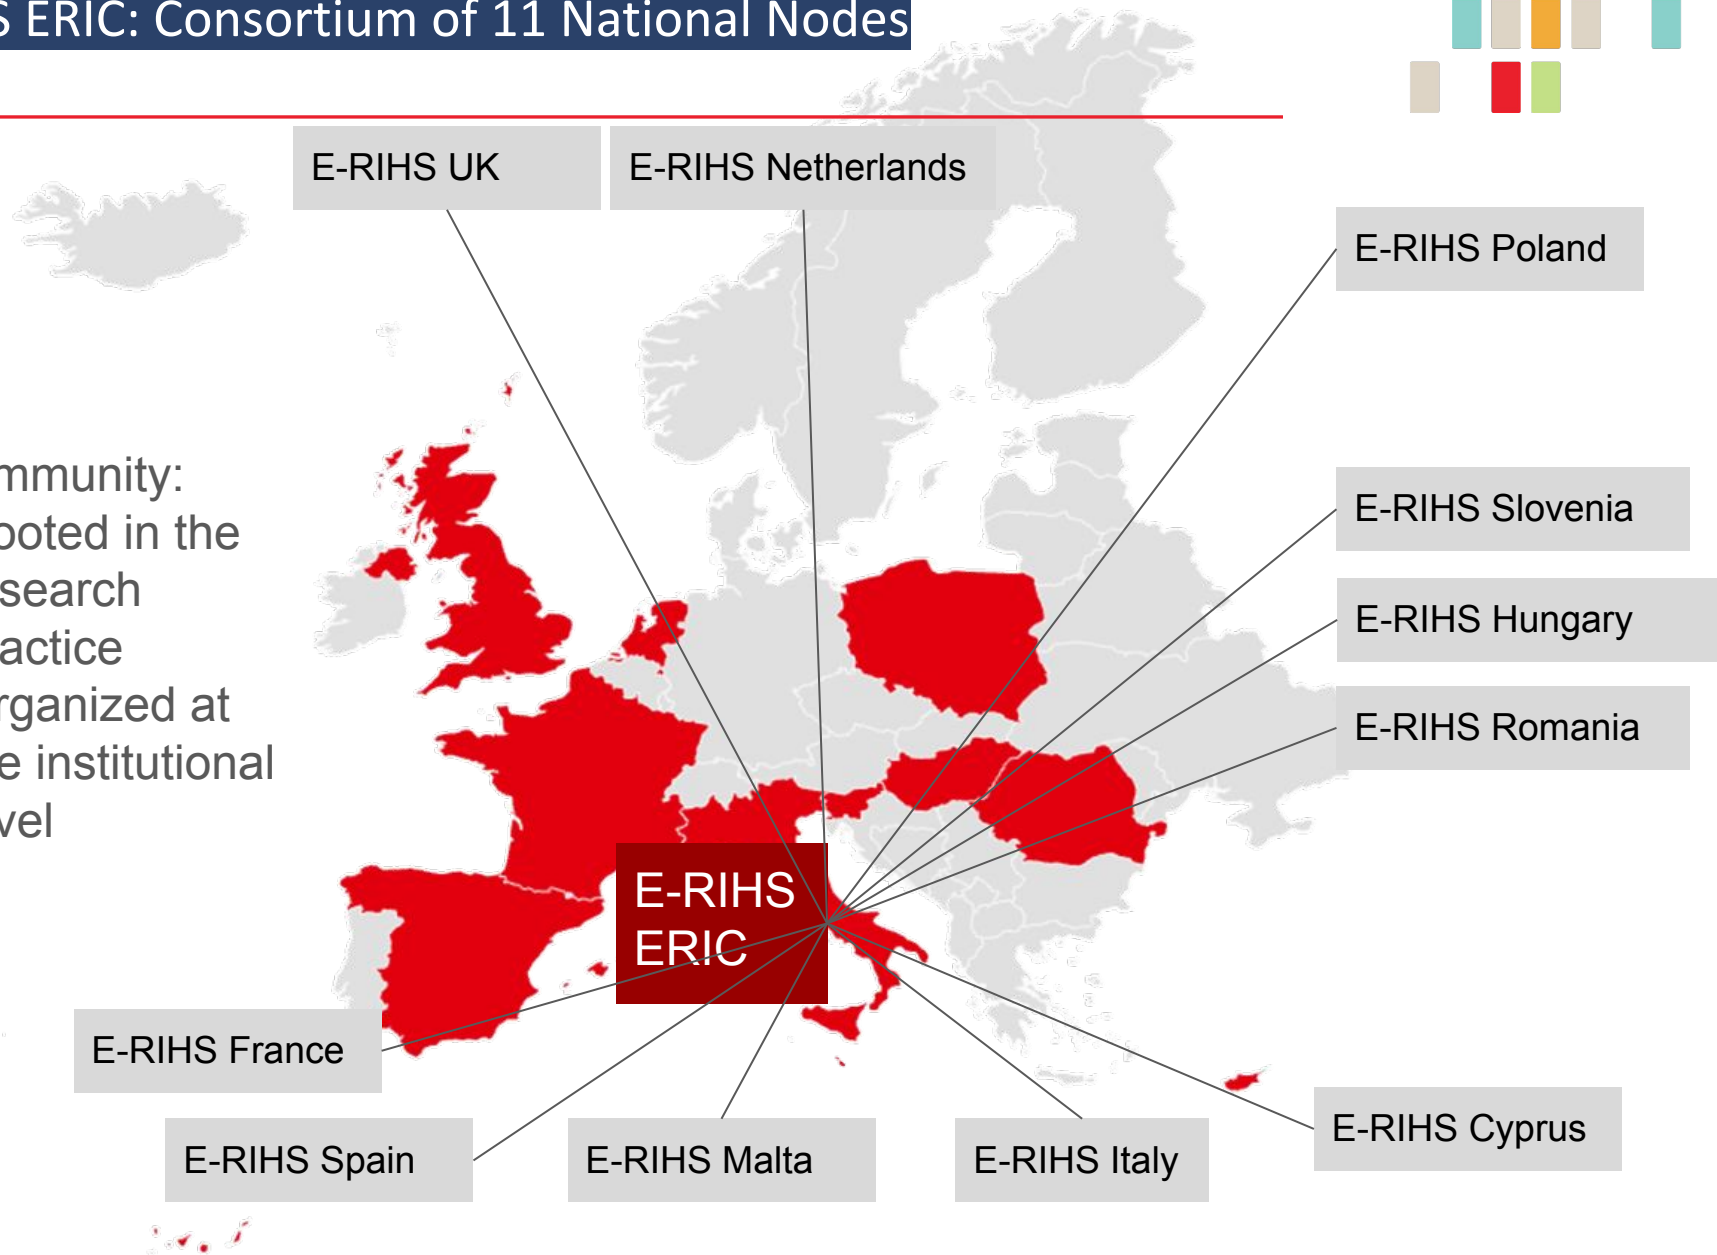 S ERIC: Consortium of 11 National Nodes
E-RIHS UK
E-RIHS Netherlands
E-RIHS Poland
mmunity:
ooted in the
search
actice
rganized at
e institutional
vel
E-RIHS Slovenia
E-RIHS Hungary
E-RIHS Romania
E-RIHS
ERIC
E-RIHS France
E-RIHS Spain
E-RIHS Malta
E-RIHS Italy
E-RIHS Cyprus